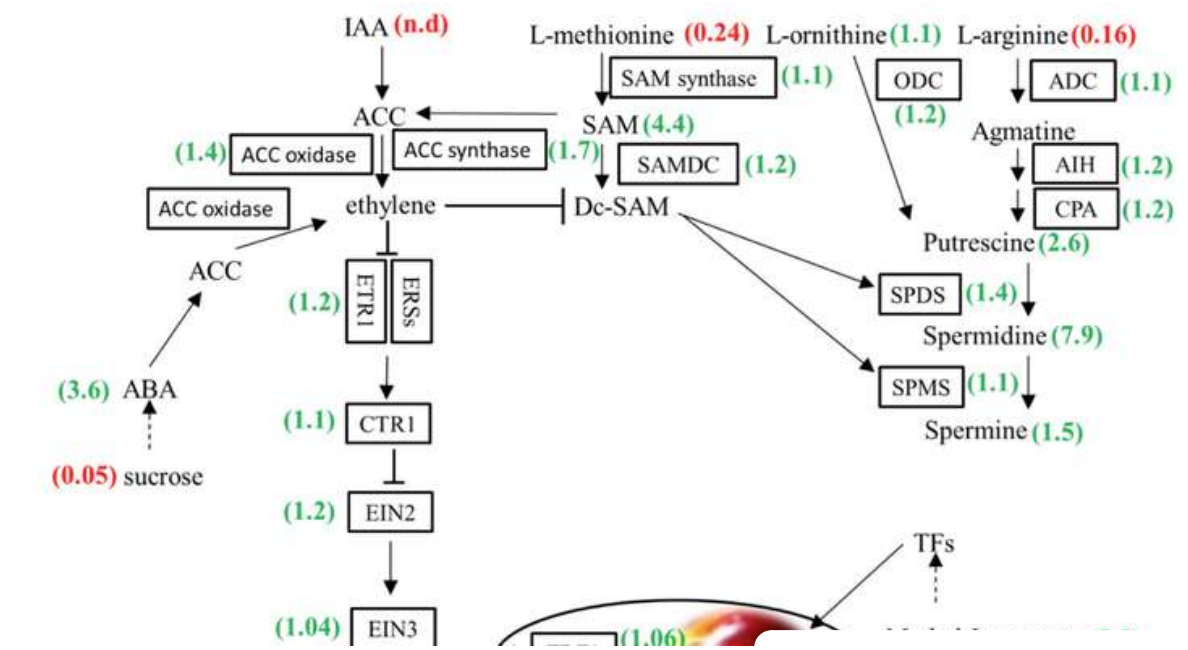 IAA (n.d)
L-methionine (0.24)
L-ornithine (1.1)
L-arginine (0.16)
SAM synthase (1.1)
ODC
(1.2)
ADC (1.1)
ACC
SAM (4.4)
Agmatine
(1.4) ACC oxidase
ACC synthase (1.7)
SAMDC (1.2)
AIH (1.2)
ACC oxidase
ethylene
Dc-SAM
CPA (1.2)
Putrescine (2.6)
ACC
(1.2) ETR1
ERSs
SPDS (1.4)
Spermidine (7.9)
(3.6) ABA
SPMS (1.1)
(1.1) CTR1
Spermine (1.5)
(0.05) sucrose
(1.2) EIN2
TFs
(1.04) EIN3
(1.06)